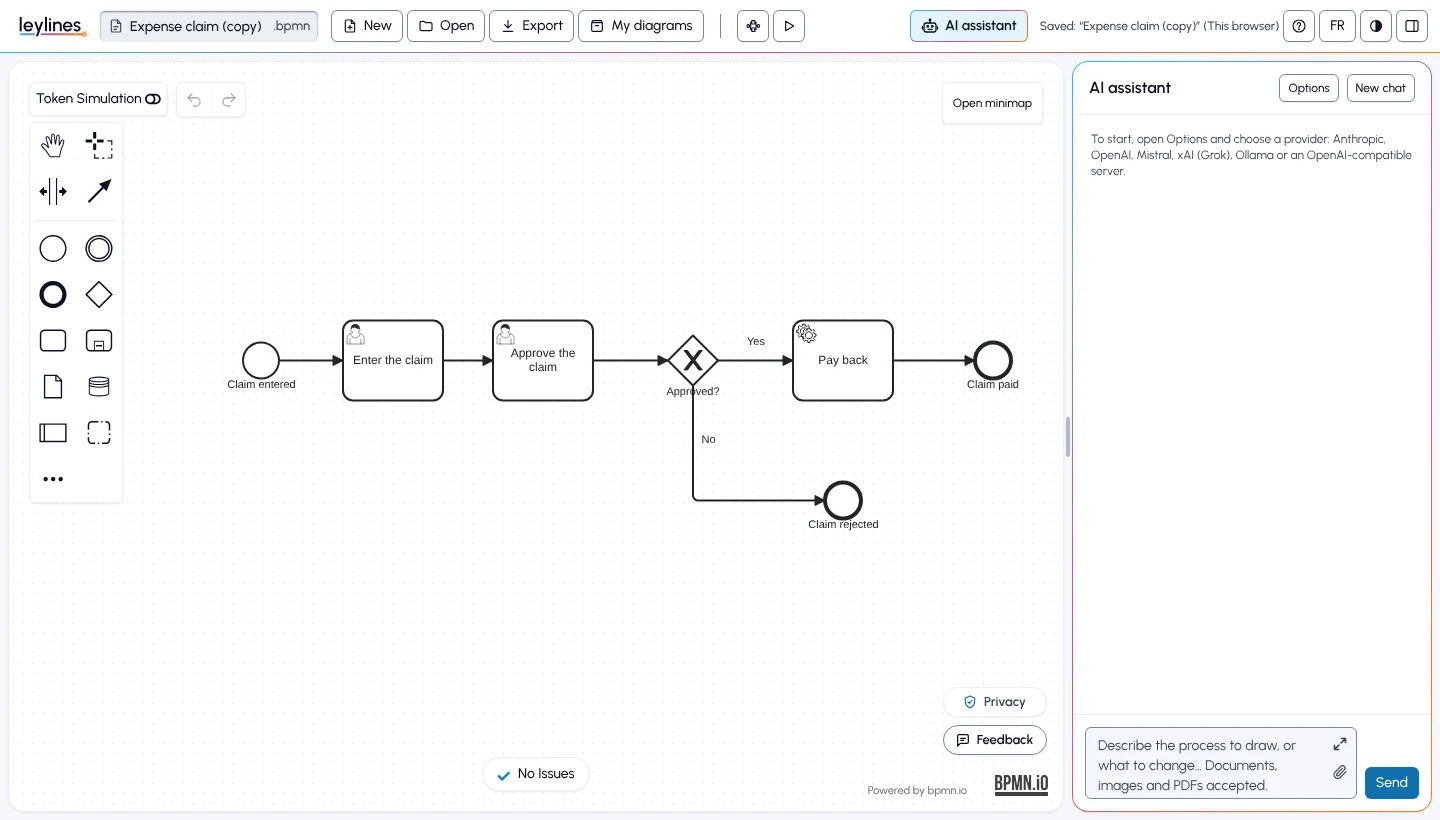 leylines
Expense claim (copy) .bpmn
New
Open
Export
My diagrams
AI assistant
Saved: “Expense claim (copy)” (This browser)
FR
Token Simulation
Open minimap
Claim entered
Enter the claim
Approve the
claim
Approved?
Yes
No
Pay back
Claim paid
Claim rejected
Privacy
Feedback
No Issues
Powered by bpmn.io
BPMN.iO
AI assistant
Options
New chat
To start, open Options and choose a provider: Anthropic,
OpenAI, Mistral, xAI (Grok), Ollama or an OpenAI-compatible
server.
Describe the process to draw, or
what to change... Documents,
images and PDFs accepted.
Send